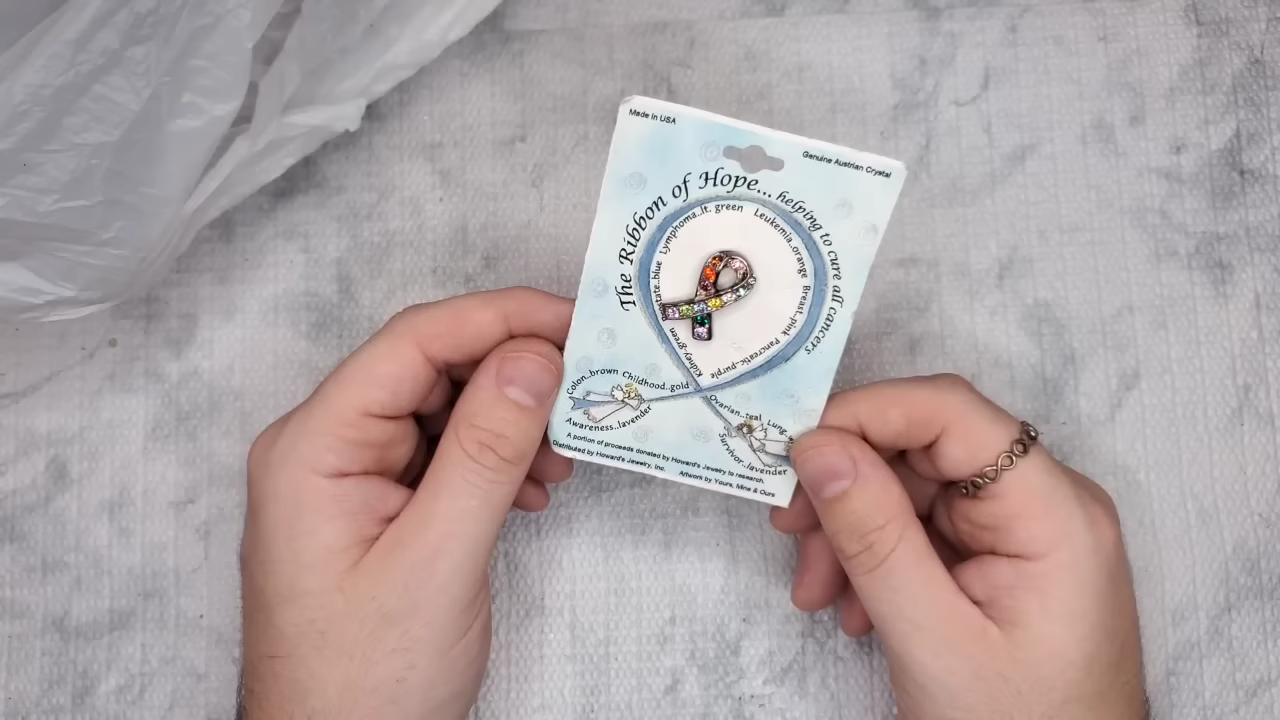 Made in USA
Genuine Austrian Crystal
The Ribbon of Hope... helping to cure all cancers
Lymphoma..lt. green
Leukemia..orange
Breast..pink
Pancreatic..purple
Kidney..green
blue
Colon..brown
Childhood..gold
Awareness..lavender
Ovarian..teal
Lung
Survivor..lavender
A portion of proceeds donated by Howard's Jewelry to research.
Distributed by Howard's Jewelry, Inc.
Artwork by Yours, Mine & Ours